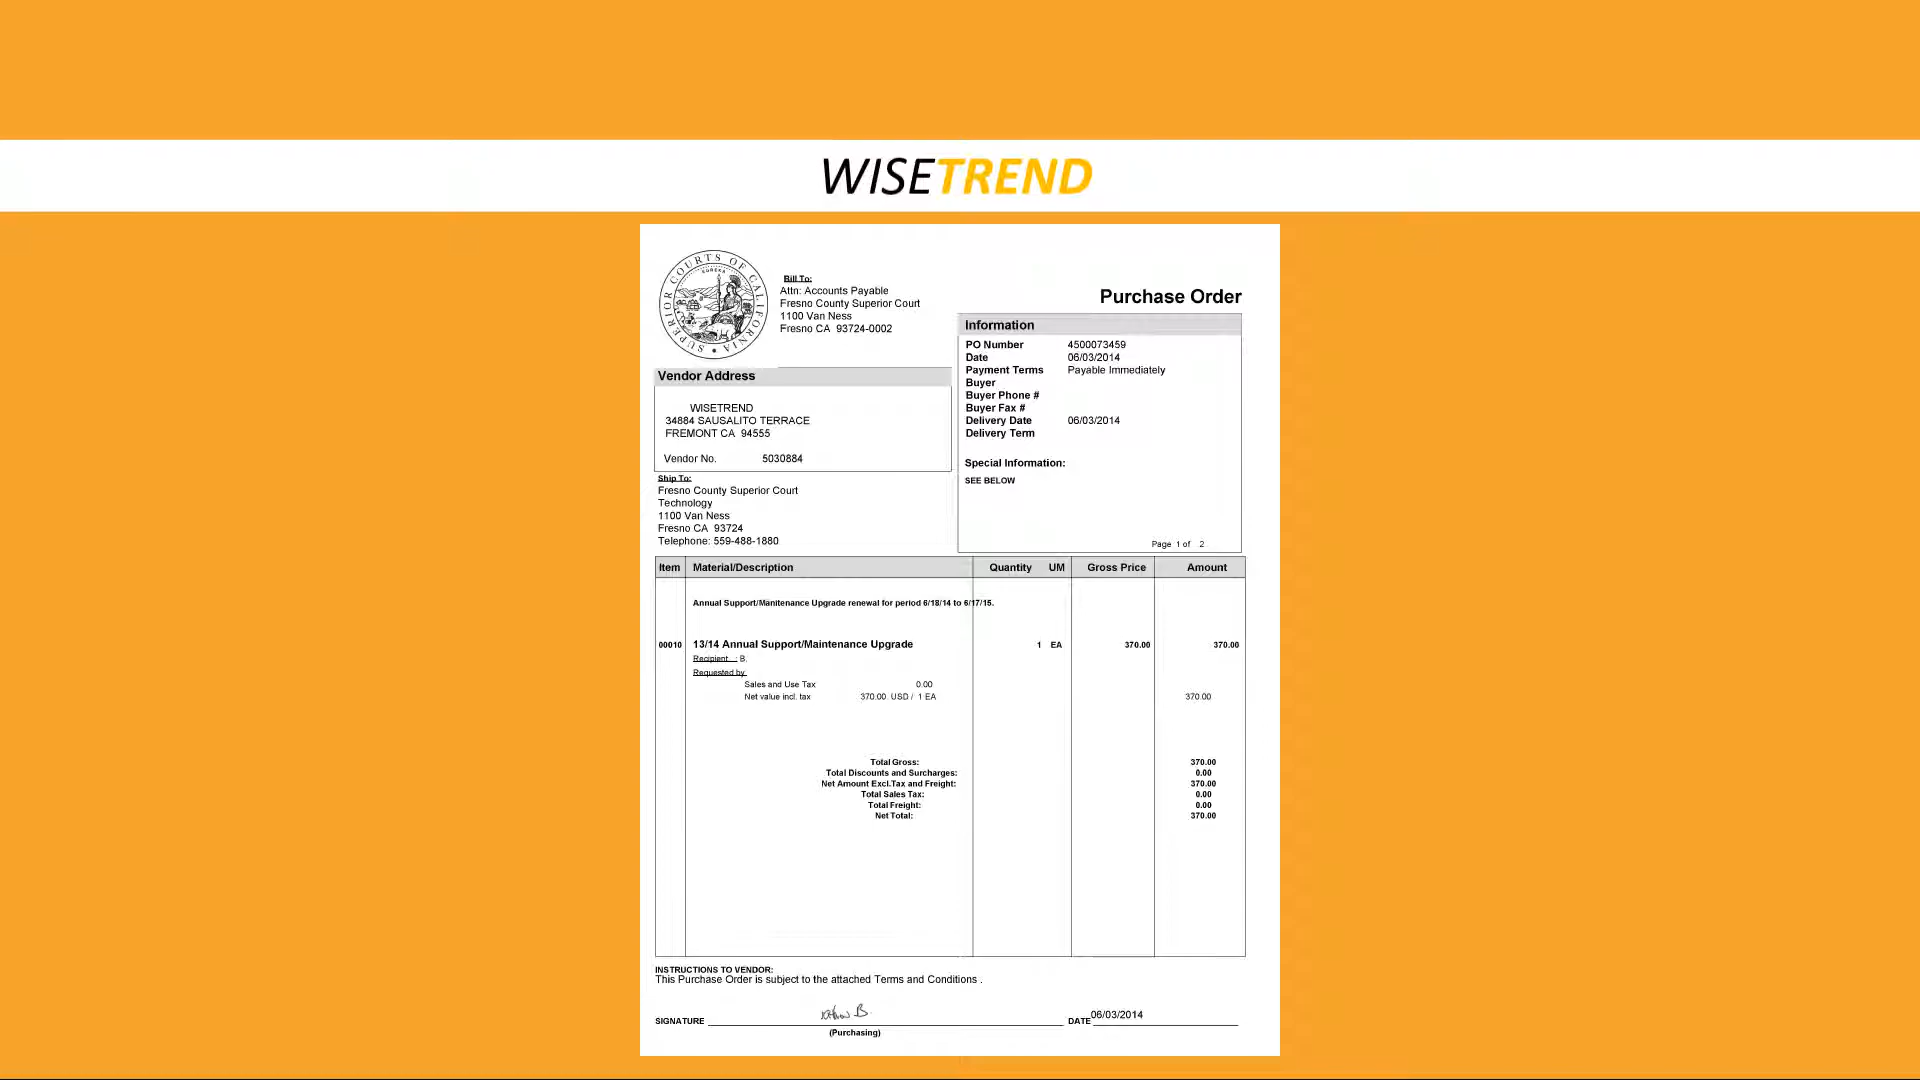 WISETREND
SUPERIOR COURTS OF CALIFORNIA
EUREKA
Bill To:
Attn: Accounts Payable
Fresno County Superior Court
1100 Van Ness
Fresno CA 93724-0002
Purchase Order
Information
PO Number 4500073459
Date 06/03/2014
Payment Terms Payable Immediately
Buyer
Buyer Phone #
Buyer Fax #
Delivery Date 06/03/2014
Delivery Term
Special Information:
SEE BELOW
Page 1 of 2
Vendor Address
WISETREND
34884 SAUSALITO TERRACE
FREMONT CA 94555
Vendor No. 5030884
Ship To:
Fresno County Superior Court
Technology
1100 Van Ness
Fresno CA 93724
Telephone: 559-488-1880
Item Material/Description Quantity UM Gross Price Amount
Annual Support/Manitenance Upgrade renewal for period 6/18/14 to 6/17/15.
00010 13/14 Annual Support/Maintenance Upgrade 1 EA 370.00 370.00
Recipient : B.
Requested by
Sales and Use Tax 0.00
Net value incl. tax 370.00 USD / 1 EA 370.00
Total Gross: 370.00
Total Discounts and Surcharges: 0.00
Net Amount Excl.Tax and Freight: 370.00
Total Sales Tax: 0.00
Total Freight: 0.00
Net Total: 370.00
INSTRUCTIONS TO VENDOR:
This Purchase Order is subject to the attached Terms and Conditions .
SIGNATURE B. DATE 06/03/2014
(Purchasing)